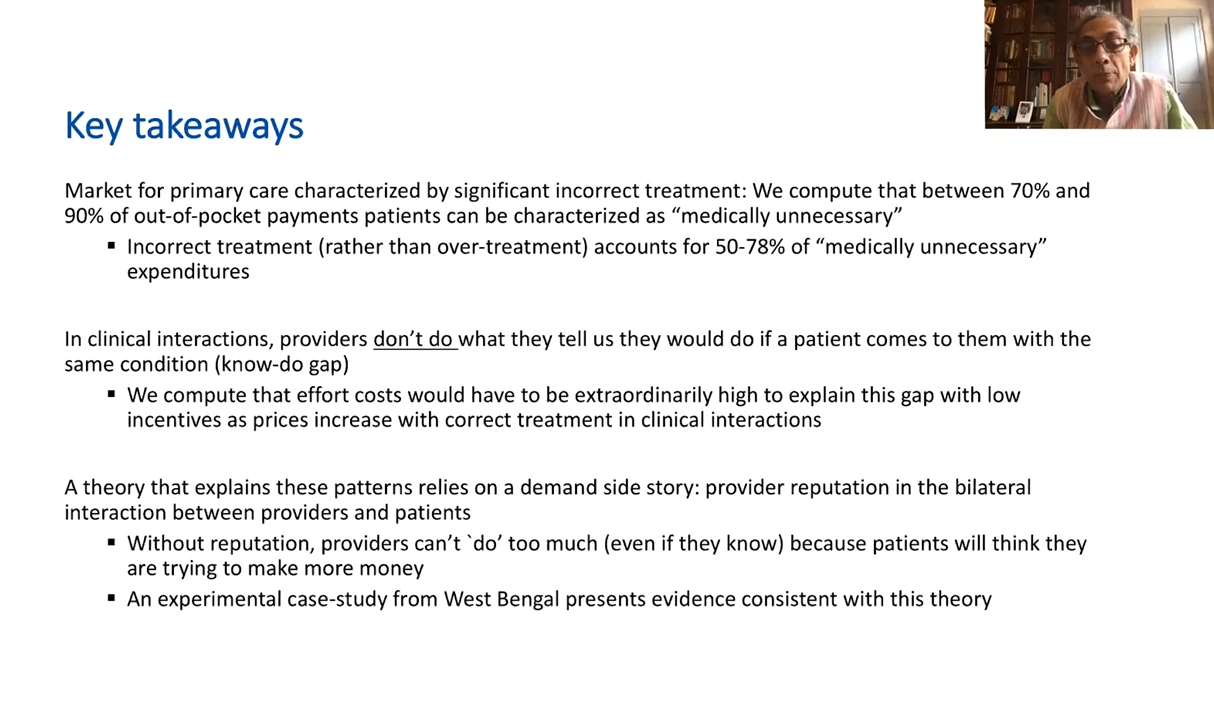 Key takeaways
Market for primary care characterized by significant incorrect treatment: We compute that between 70% and
90% of out-of-pocket payments patients can be characterized as “medically unnecessary”
▪ Incorrect treatment (rather than over-treatment) accounts for 50-78% of “medically unnecessary”
expenditures
In clinical interactions, providers don’t do what they tell us they would do if a patient comes to them with the
same condition (know-do gap)
▪ We compute that effort costs would have to be extraordinarily high to explain this gap with low
incentives as prices increase with correct treatment in clinical interactions
A theory that explains these patterns relies on a demand side story: provider reputation in the bilateral
interaction between providers and patients
▪ Without reputation, providers can’t `do’ too much (even if they know) because patients will think they
are trying to make more money
▪ An experimental case-study from West Bengal presents evidence consistent with this theory